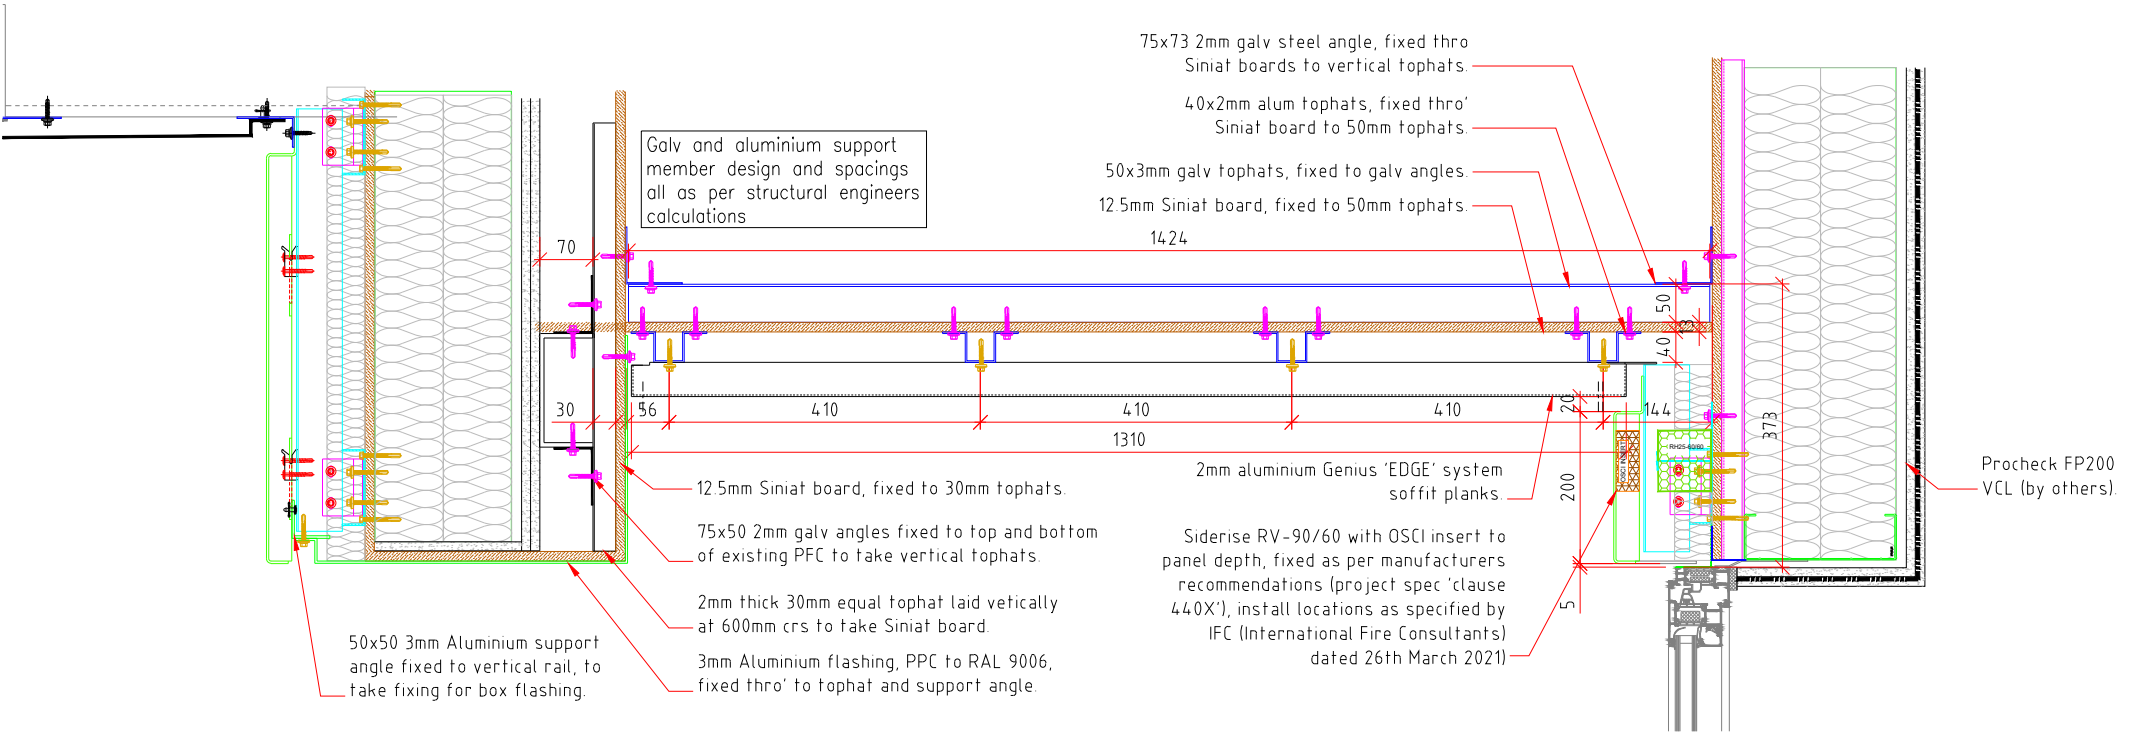 75x73 2mm galv steel angle, fixed thro
Siniat boards to vertical tophats.
40x2mm alum tophats, fixed thro'
Siniat board to 50mm tophats.
50x3mm galv tophats, fixed to galv angles.
12.5mm Siniat board, fixed to 50mm tophats.
Galv and aluminium support
member design and spacings
all as per structural engineers
calculations
1424
70
50
13
40
30
56
410
410
410
20
144
1310
373
200
5
RH25-60/60
OSCI INSERT
2mm aluminium Genius 'EDGE' system
soffit planks.
Procheck FP200
VCL (by others).
12.5mm Siniat board, fixed to 30mm tophats.
75x50 2mm galv angles fixed to top and bottom
of existing PFC to take vertical tophats.
Siderise RV-90/60 with OSCI insert to
panel depth, fixed as per manufacturers
recommendations (project spec 'clause
440X'), install locations as specified by
IFC (International Fire Consultants)
dated 26th March 2021)
2mm thick 30mm equal tophat laid vetically
at 600mm crs to take Siniat board.
50x50 3mm Aluminium support
angle fixed to vertical rail, to
take fixing for box flashing.
3mm Aluminium flashing, PPC to RAL 9006,
fixed thro' to tophat and support angle.